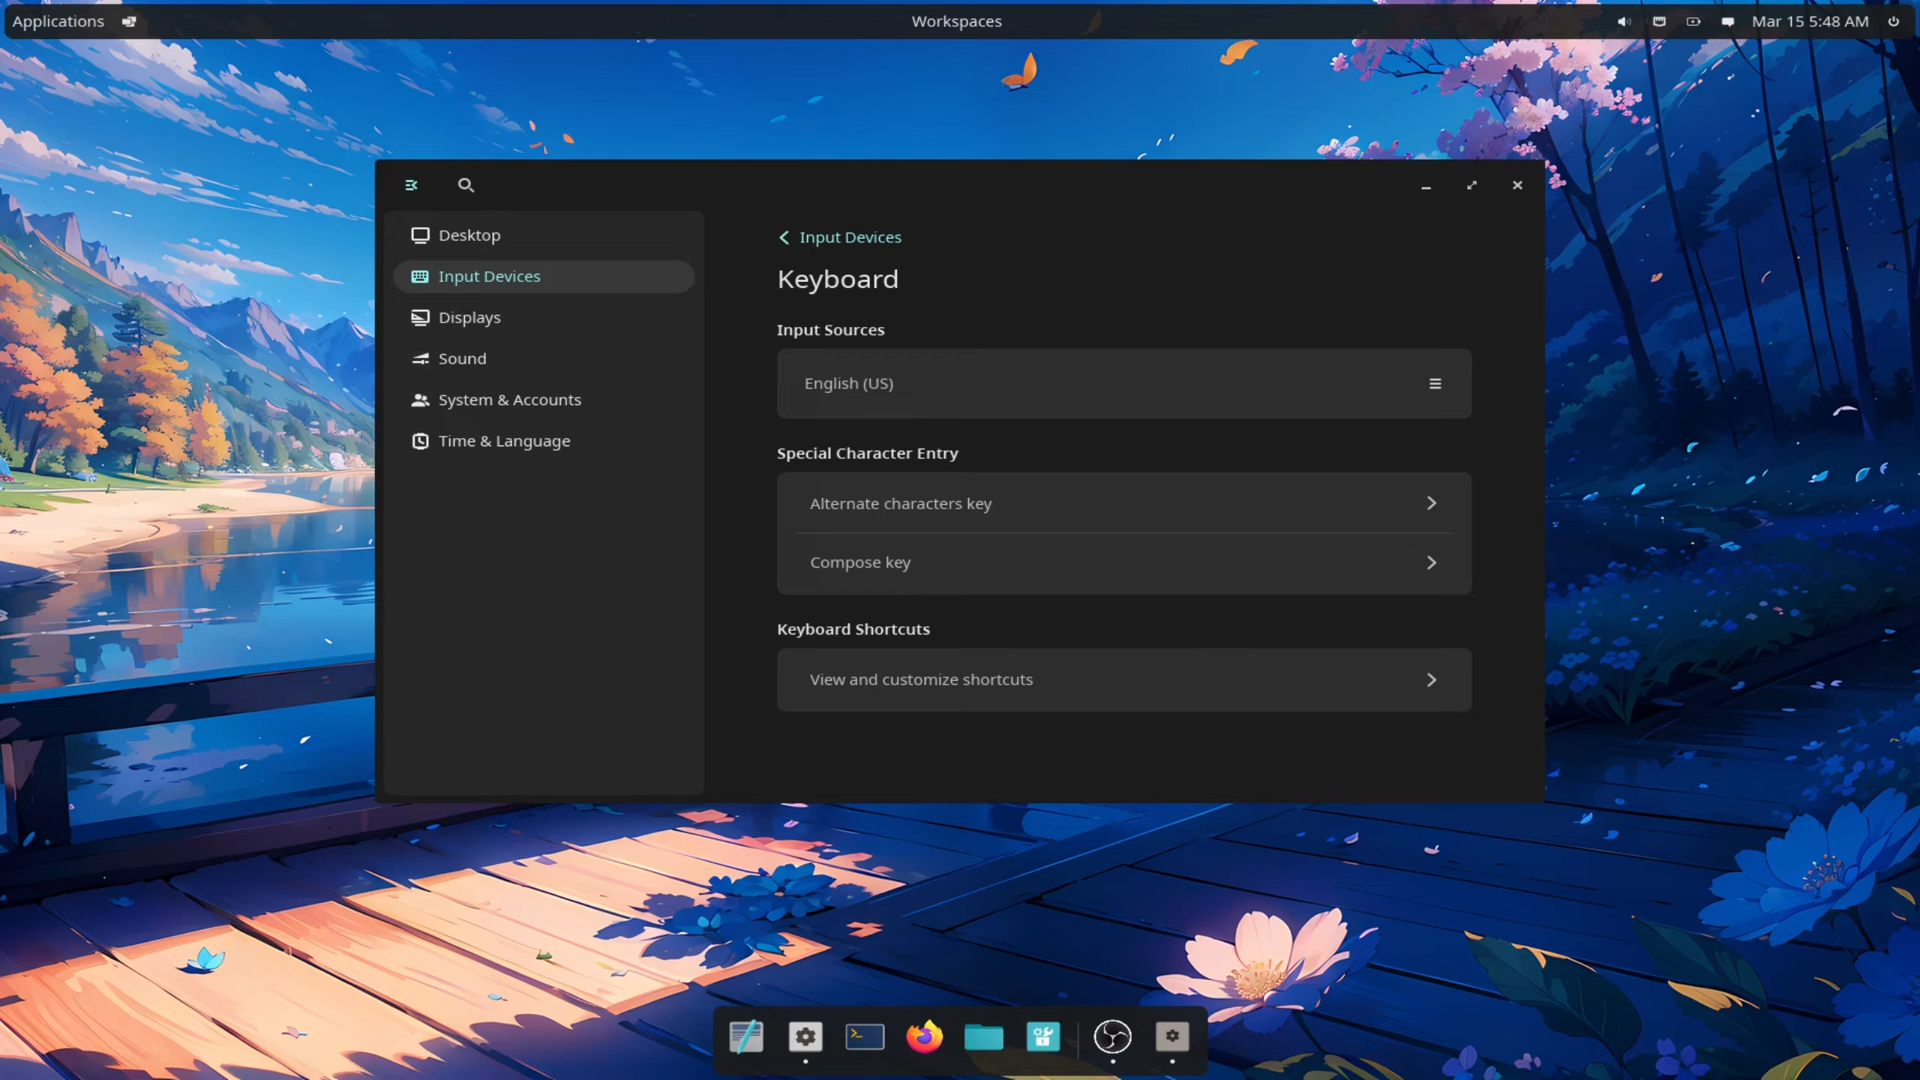 Applications
Workspaces
Mar 15 5:48 AM
Desktop
Input Devices
Displays
Sound
System & Accounts
Time & Language
Input Devices
Keyboard
Input Sources
English (US)
Special Character Entry
Alternate characters key
Compose key
Keyboard Shortcuts
View and customize shortcuts